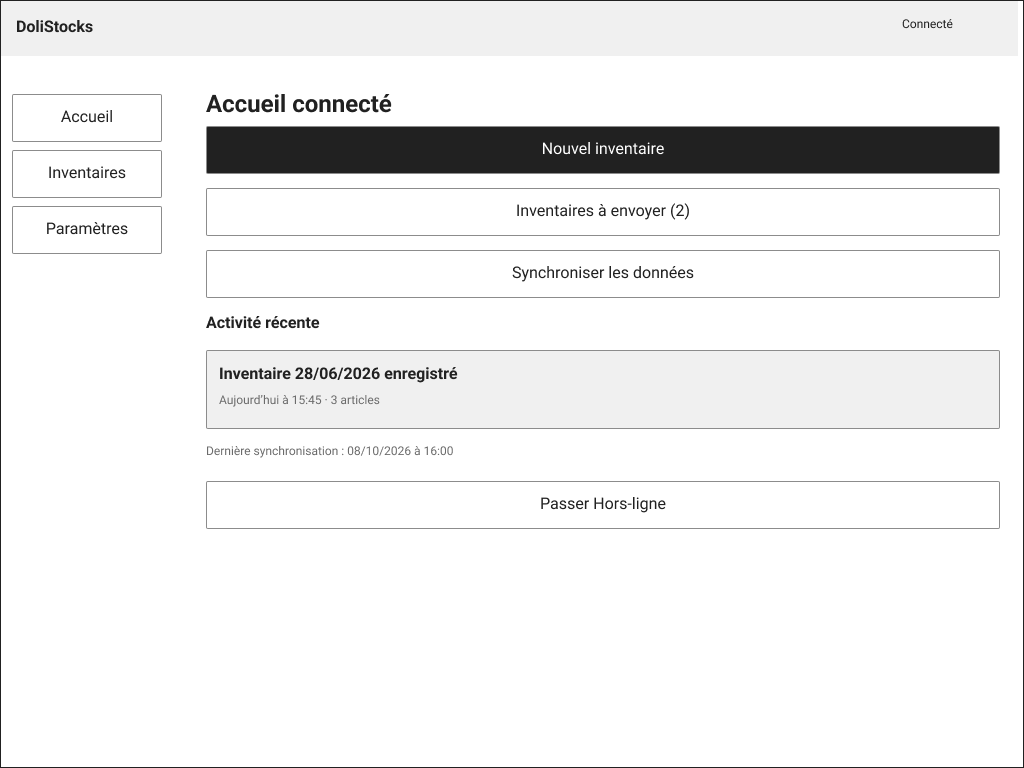 DoliStocks
Connecté
Accueil
Inventaires
Paramètres
Accueil connecté
Nouvel inventaire
Inventaires à envoyer (2)
Synchroniser les données
Activité récente
Inventaire 28/06/2026 enregistré
Aujourd’hui à 15:45 · 3 articles
Dernière synchronisation : 08/10/2026 à 16:00
Passer Hors-ligne